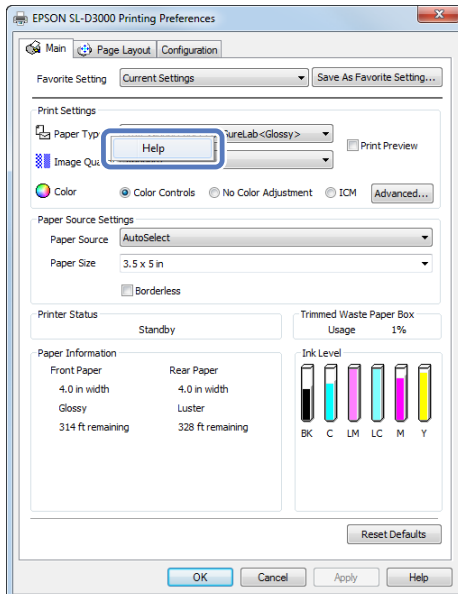 EPSON SL-D3000 Printing Preferences
Main Page Layout Configuration
Favorite Setting Current Settings Save As Favorite Setting...
Print Settings
Paper Typ SureLab<Glossy>
Help
Print Preview
Image Qua
Color Color Controls No Color Adjustment ICM Advanced...
Paper Source Settings
Paper Source AutoSelect
Paper Size 3.5 x 5 in
Borderless
Printer Status
Standby
Trimmed Waste Paper Box
Usage 1%
Paper Information
Front Paper Rear Paper
4.0 in width 4.0 in width
Glossy Luster
314 ft remaining 328 ft remaining
Ink Level
BK C LM LC M Y
Reset Defaults
OK Cancel Apply Help